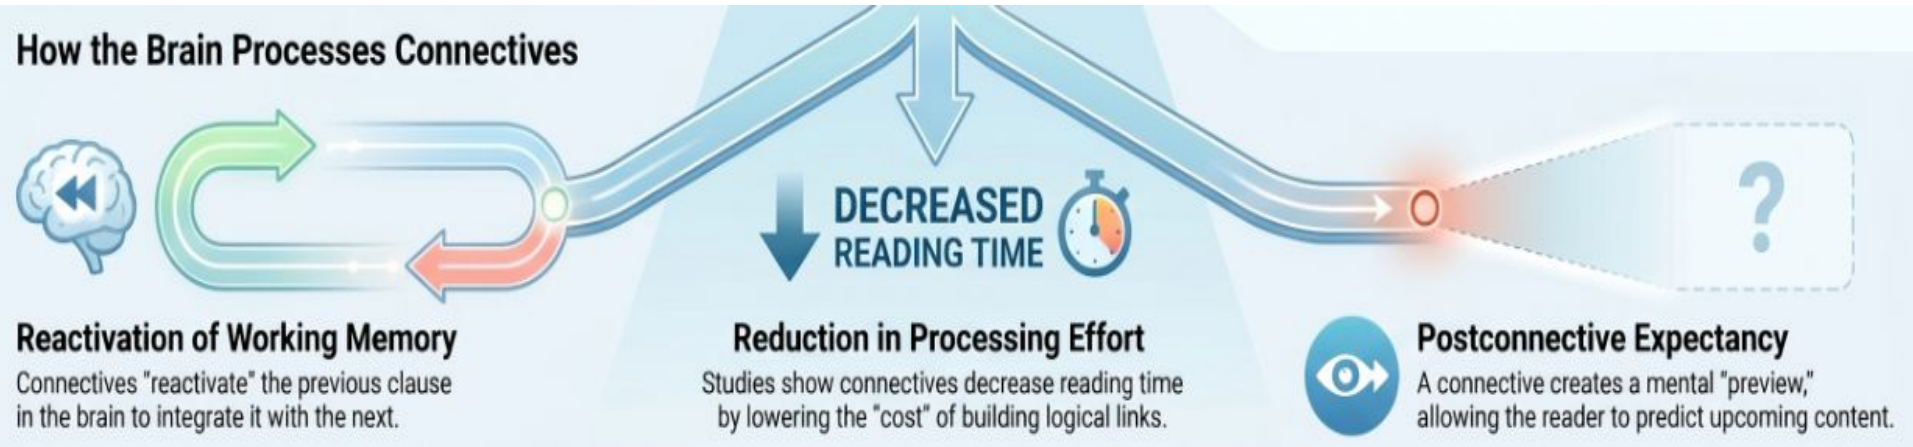 How the Brain Processes Connectives
DECREASED
READING TIME
?
Reactivation of Working Memory
Connectives "reactivate" the previous clause
in the brain to integrate it with the next.
Reduction in Processing Effort
Studies show connectives decrease reading time
by lowering the "cost" of building logical links.
Postconnective Expectancy
A connective creates a mental "preview,"
allowing the reader to predict upcoming content.